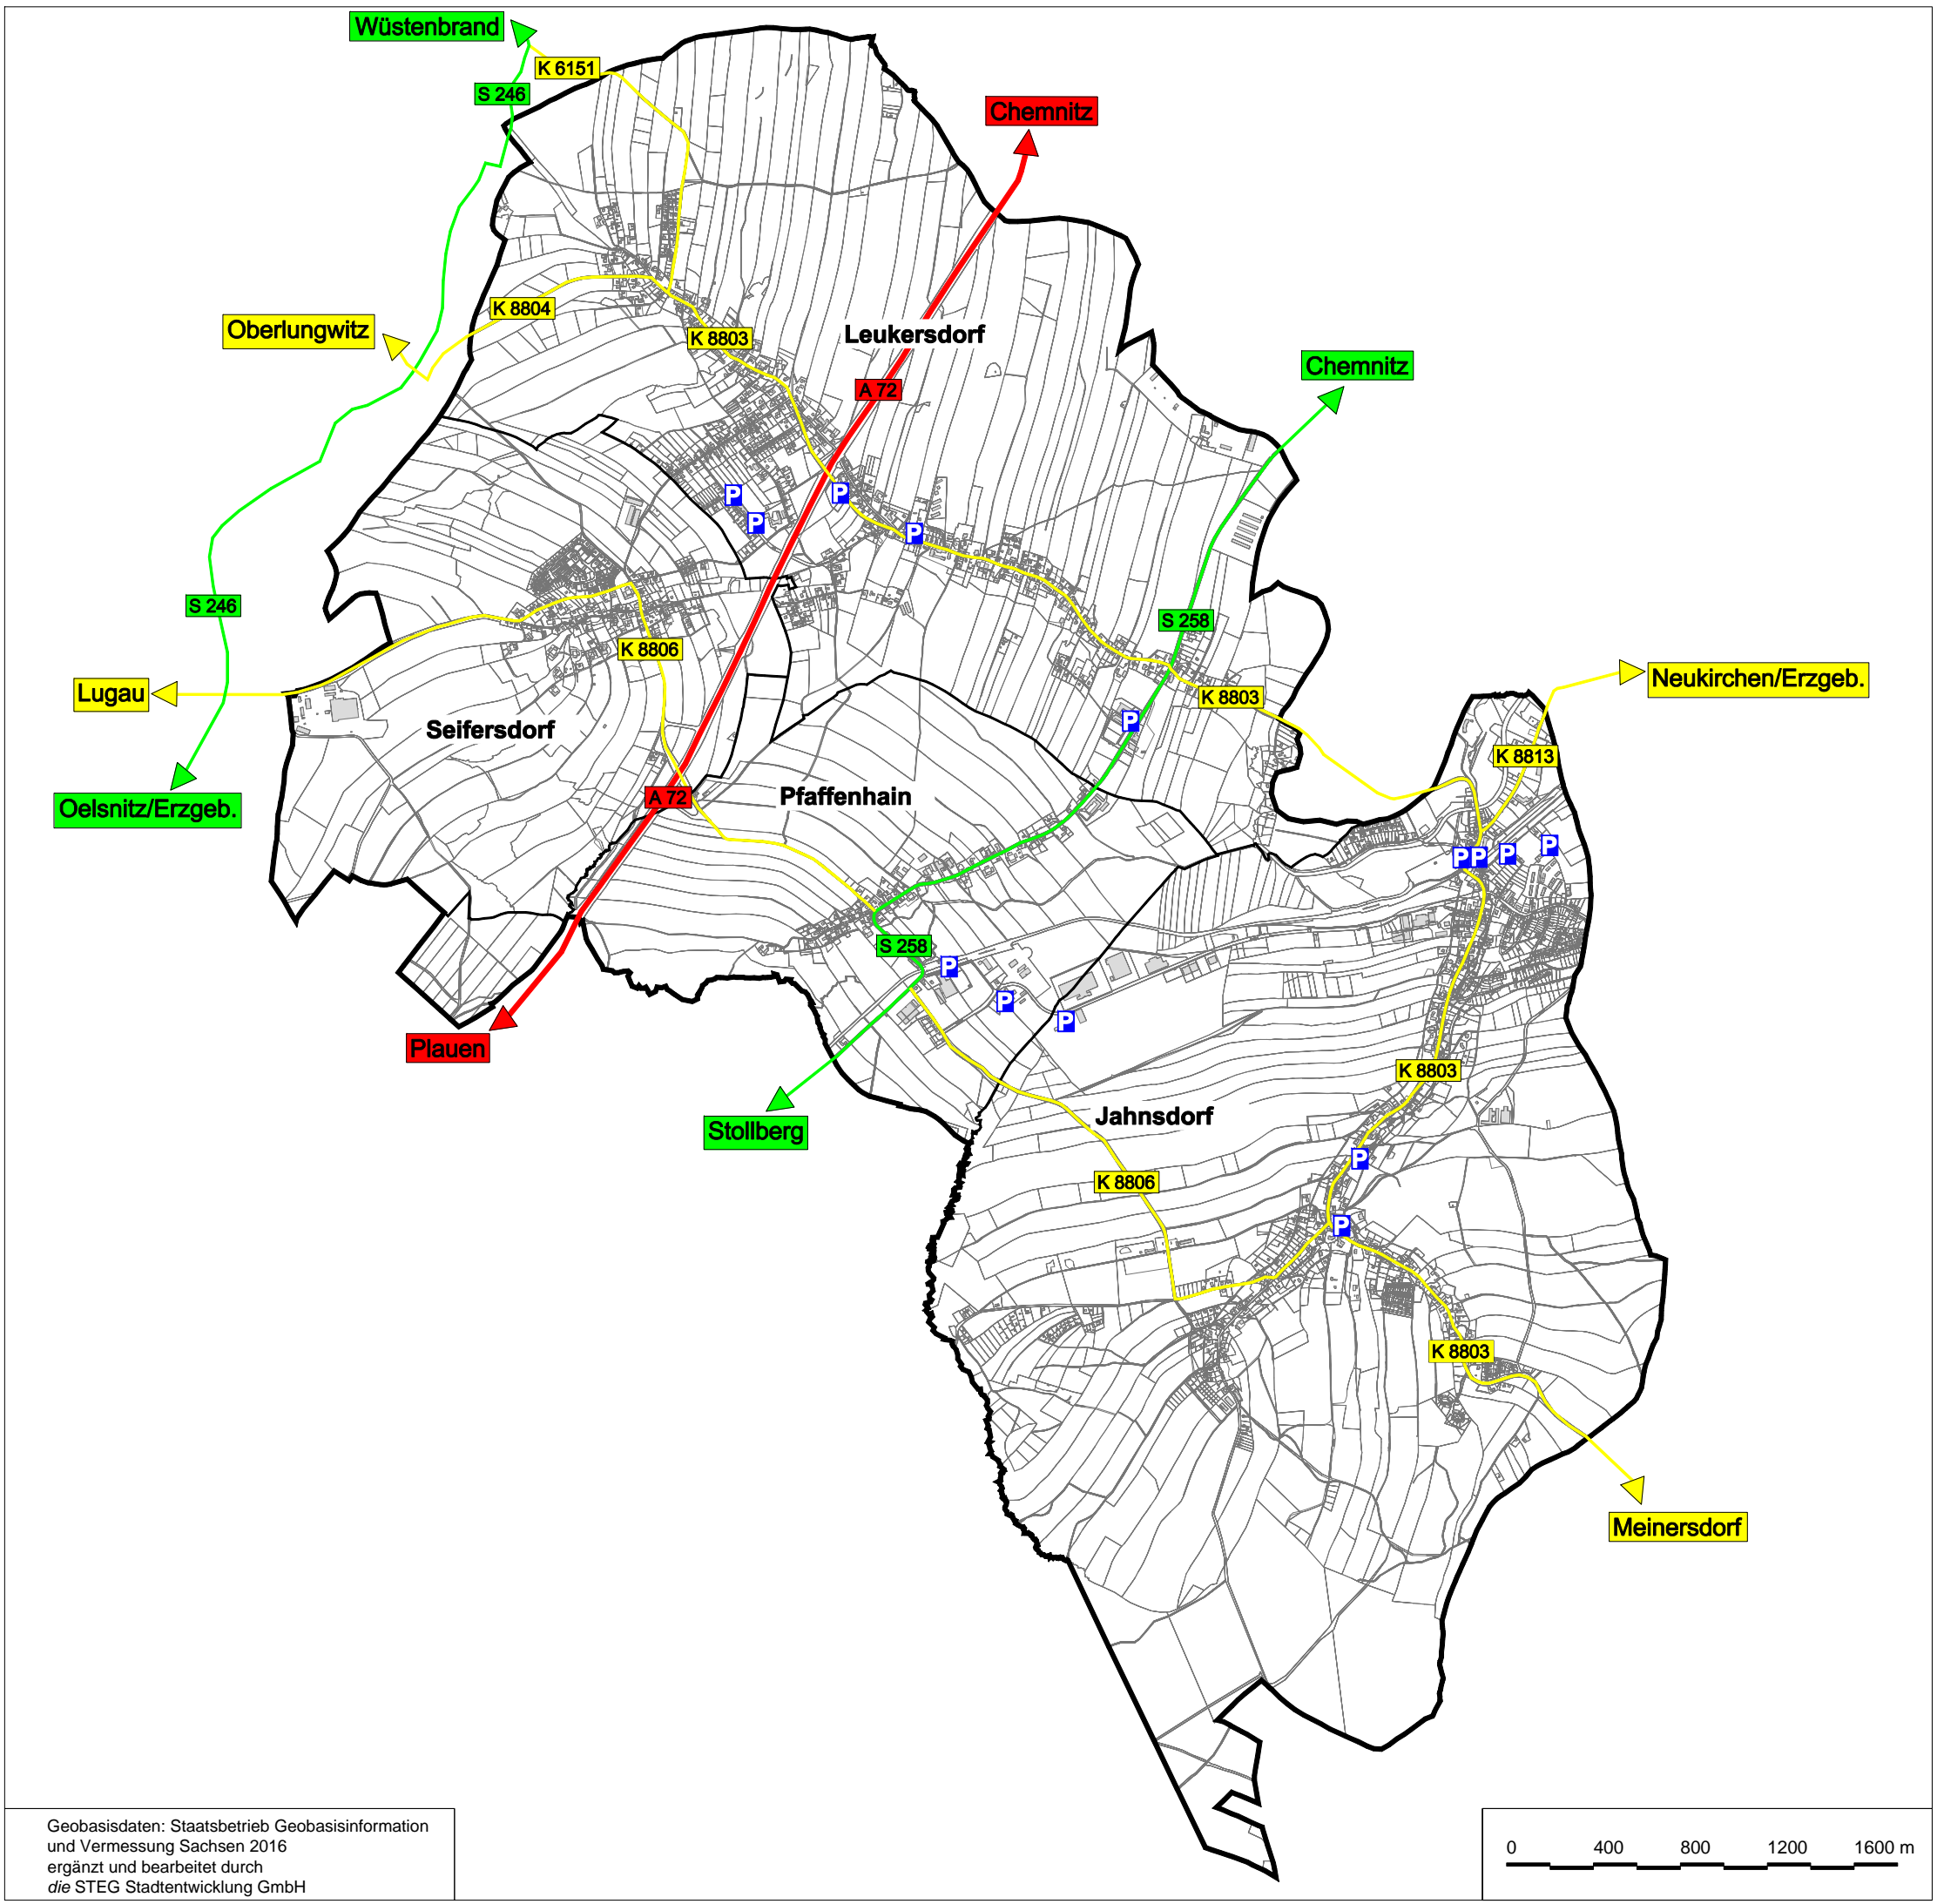 Wüstenbrand
K 6151
S 246
Chemnitz
K 8804
Oberlungwitz
K 8803
Leukersdorf
Chemnitz
A 72
P
P
P
P
S 246
S 258
K 8806
Neukirchen/Erzgeb.
Lugau
K 8803
P
Seifersdorf
K 8813
A 72
Pfaffenhain
Oelsnitz/Erzgeb.
P
P
P
P
S 258
P
P
P
Plauen
K 8803
Jahnsdorf
Stollberg
P
K 8806
P
K 8803
Meinersdorf
Geobasisdaten: Staatsbetrieb Geobasisinformation
und Vermessung Sachsen 2016
ergänzt und bearbeitet durch
die STEG Stadtentwicklung GmbH
0 400 800 1200 1600 m